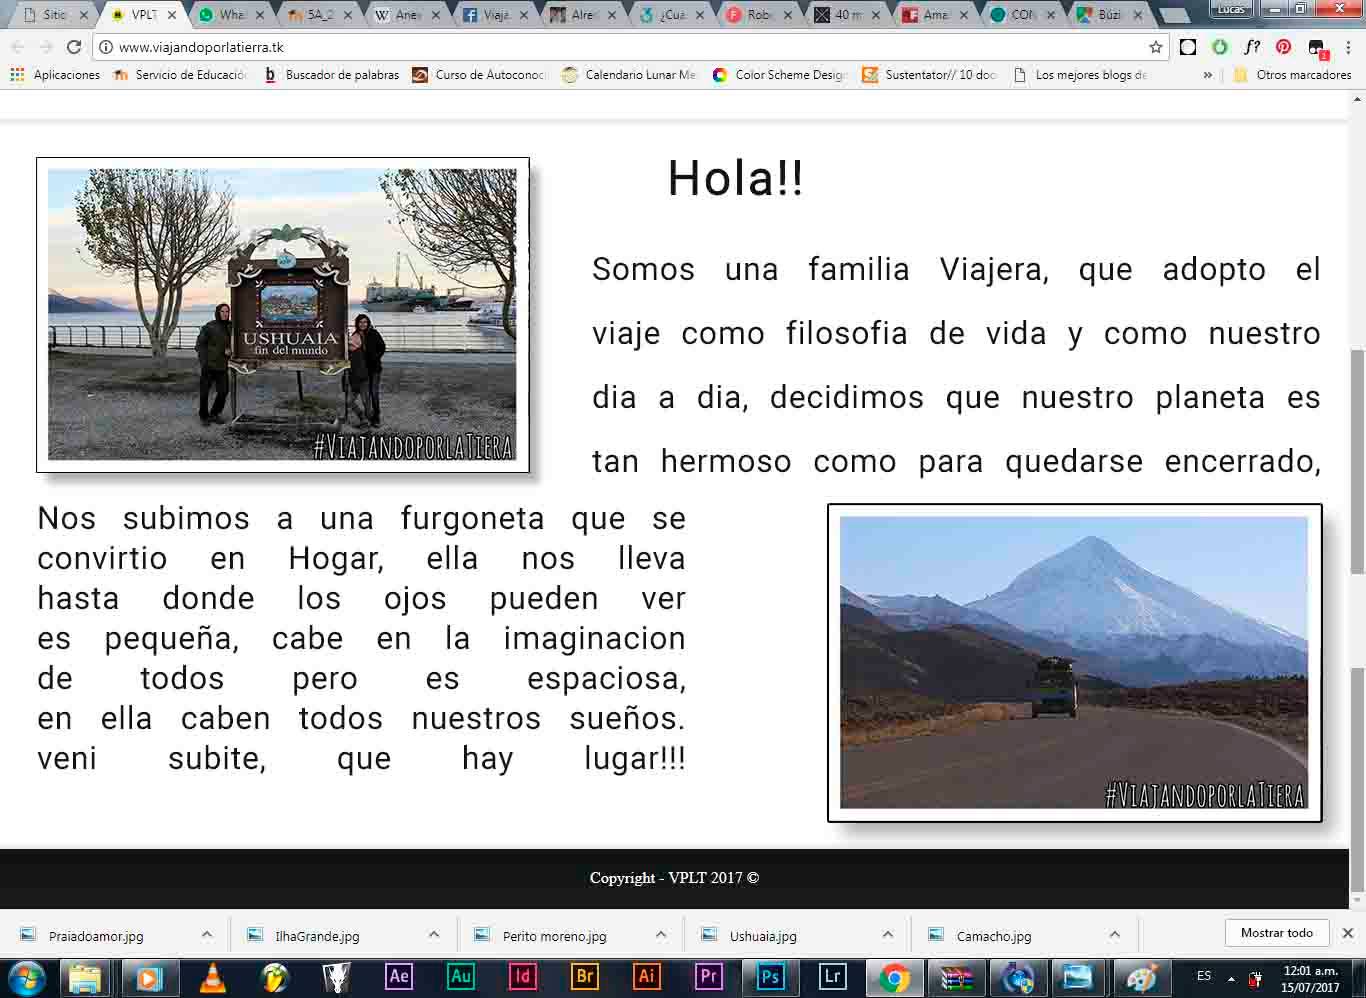 Sitic
VPLT
Wha
5A_2
Ane
Viaja
Alre
¿Cuá
Rob
40 m
Ama
CON
Búzi
Lucas
www.viajandoporlatierra.tk
f?
2
Aplicaciones
Servicio de Educació
Buscador de palabras
Curso de Autoconoc
Calendario Lunar Me
Color Scheme Desig
Sustentator// 10 doc
Los mejores blogs de
»
Otros marcadores
Hola!!
USHUAIA
fin del mundo
#ViajandoporlaTiera
Somos una familia Viajera, que adopto el
viaje como filosofia de vida y como nuestro
dia a dia, decidimos que nuestro planeta es
tan hermoso como para quedarse encerrado,
Nos subimos a una furgoneta que se
convirtio en Hogar, ella nos lleva
hasta donde los ojos pueden ver
es pequeña, cabe en la imaginacion
de todos pero es espaciosa,
en ella caben todos nuestros sueños.
veni subite, que hay lugar!!!
#ViajandoporlaTiera
Copyright - VPLT 2017 ©
Praiadoamor.jpg
IlhaGrande.jpg
Perito moreno.jpg
Ushuaia.jpg
Camacho.jpg
Mostrar todo
Ae
Au
Id
Br
Ai
Pr
Ps
Lr
ES
12:01 a.m.
15/07/2017